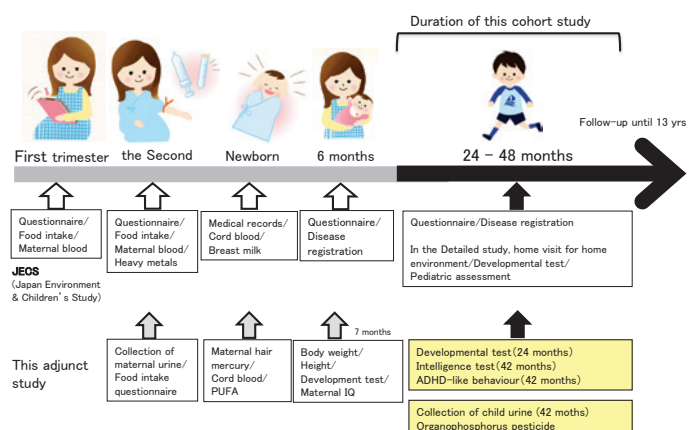 Duration of this cohort study
Follow-up until 13 yrs
First trimester
the Second
Newborn
6 months
24 - 48 months
Questionnaire/
Food intake/
Maternal blood
Questionnaire/
Food intake/
Maternal blood/
Heavy metals
Medical records/
Cord blood/
Breast milk
Questionnaire/
Disease
registration
Questionnaire/Disease registration
In the Detailed study, home visit for home
environment/Developmental test/
Pediatric assessment
JECS
(Japan Environment
& Children's Study)
7 months
This adjunct
study
Collection of
maternal urine/
Food intake
questionnaire
Maternal hair
mercury/
Cord blood/
PUFA
Body weight/
Height/
Development test/
Maternal IQ
Developmental test(24 months)
Intelligence test(42 months)
ADHD-like behaviour(42 months)
Collection of child urine (42 moths)
Organophosphorus pesticide